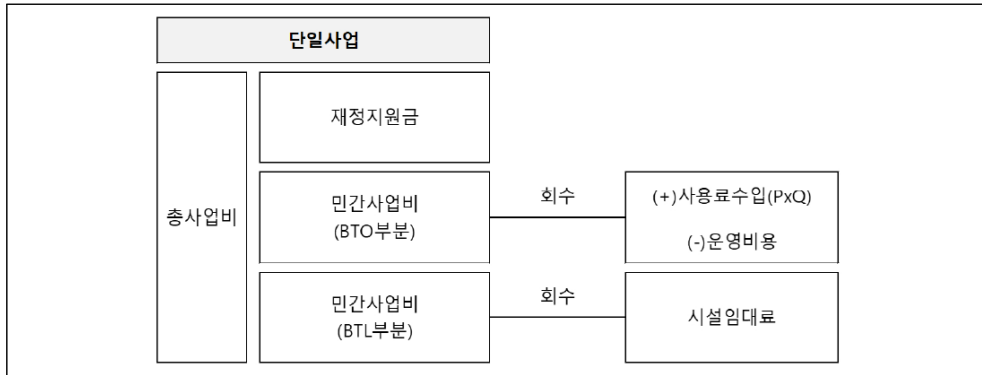 단일사업
총사업비
재정지원금
민간사업비
(BTO부분)
회수
(+)사용료수입(PxQ)
(-)운영비용
민간사업비
(BTL부분)
회수
시설임대료